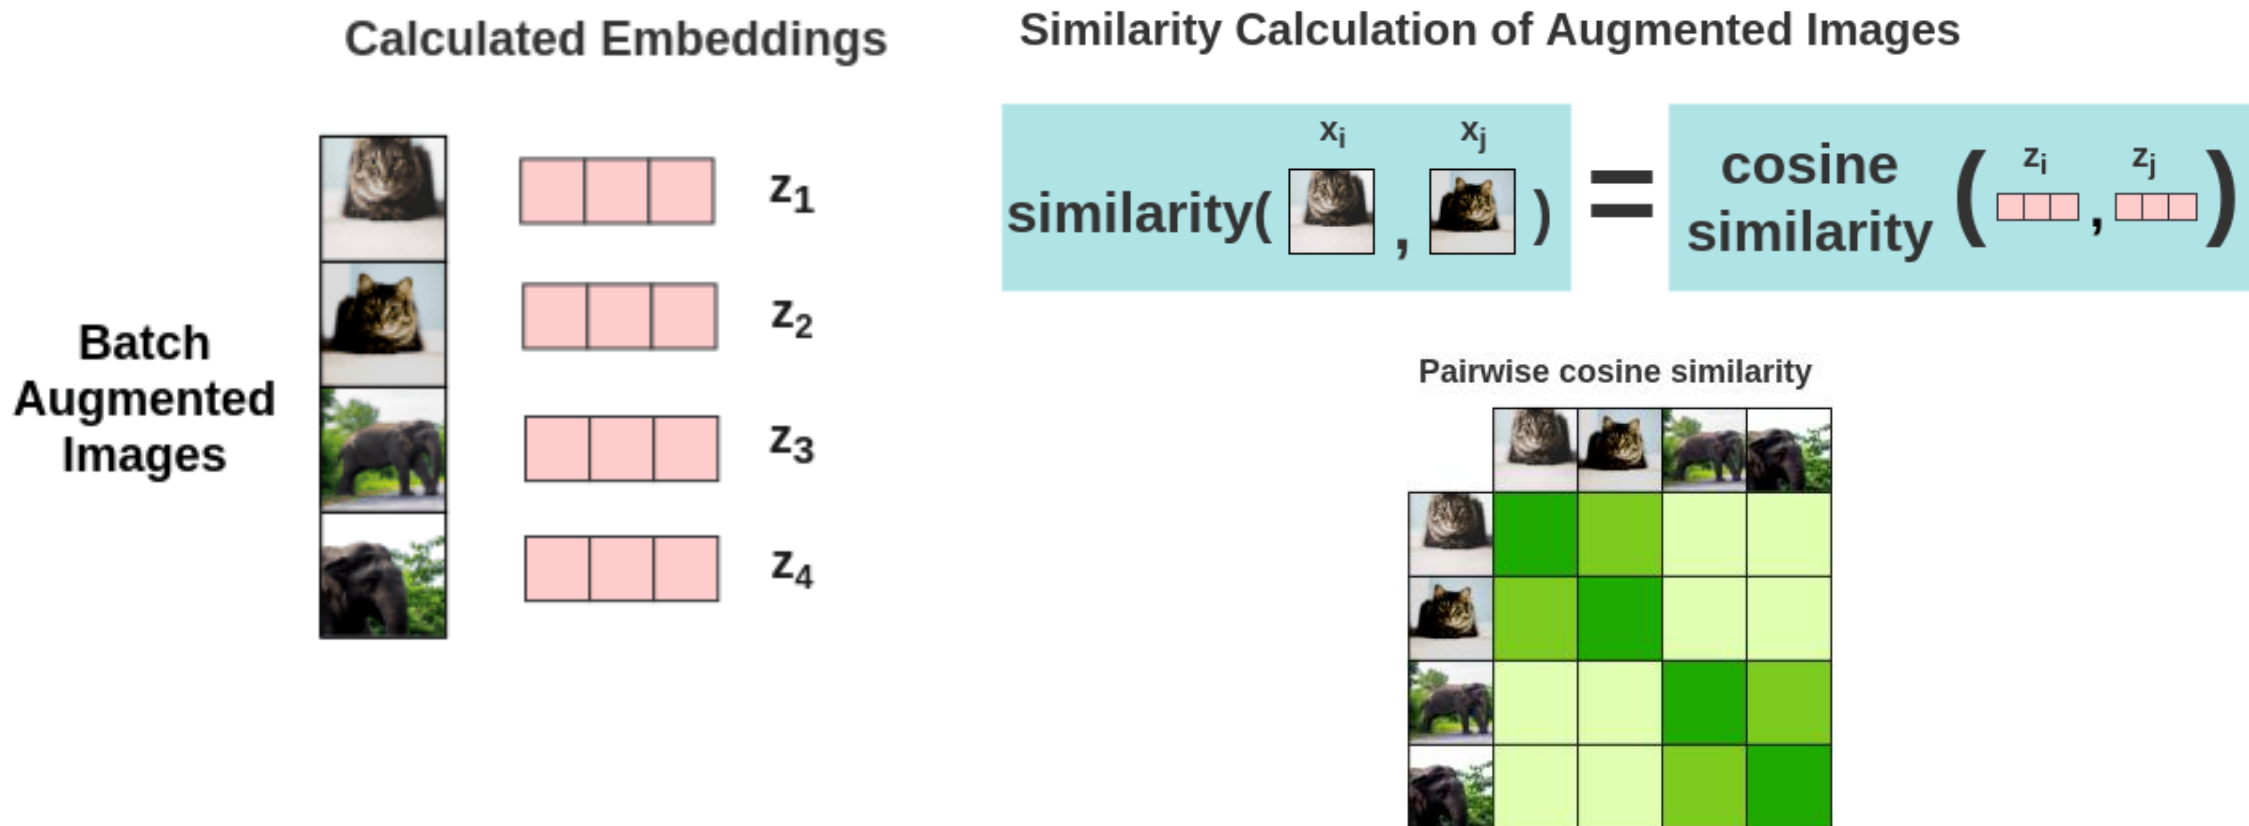 Calculated Embeddings
Similarity Calculation of Augmented Images
Batch
Augmented
Images
z1
z2
z3
z4
xi xj
similarity( , )
=
cosine
similarity
( zi , zj )
Pairwise cosine similarity